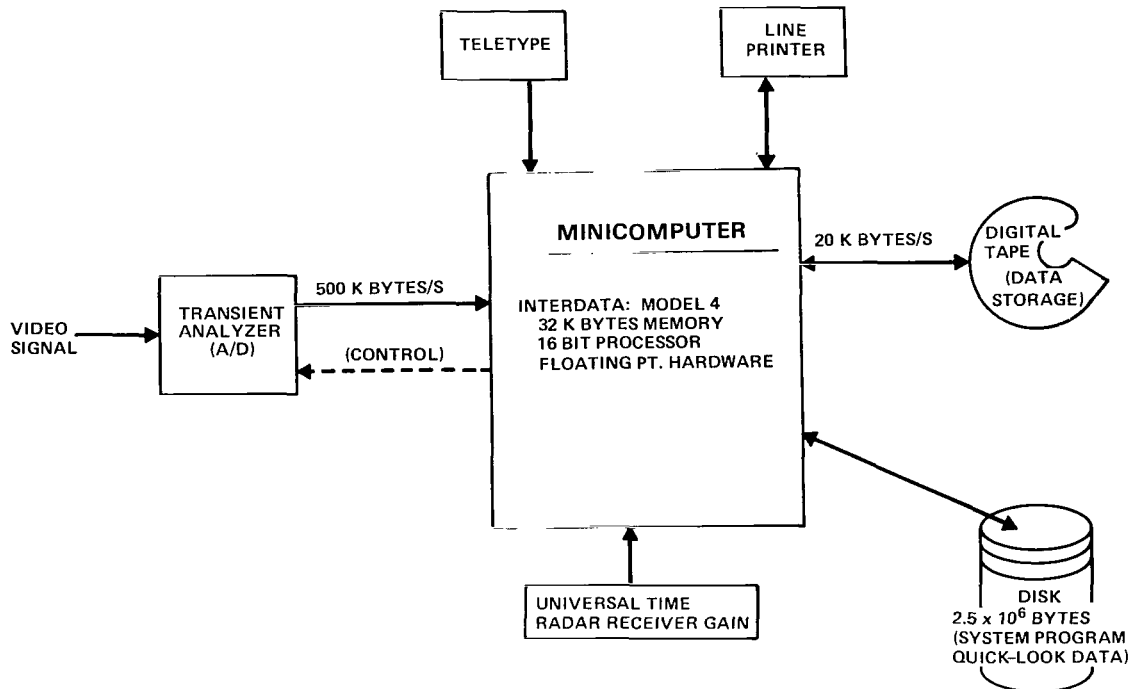 TELETYPE
LINE
PRINTER
MINICOMPUTER
INTERDATA: MODEL 4
32 K BYTES MEMORY
16 BIT PROCESSOR
FLOATING PT. HARDWARE
20 K BYTES/S
DIGITAL
TAPE
(DATA
STORAGE)
500 K BYTES/S
VIDEO
SIGNAL
TRANSIENT
ANALYZER
(A/D)
(CONTROL)
UNIVERSAL TIME
RADAR RECEIVER GAIN
DISK
2.5 x 10⁶ BYTES
(SYSTEM PROGRAM
QUICK-LOOK DATA)